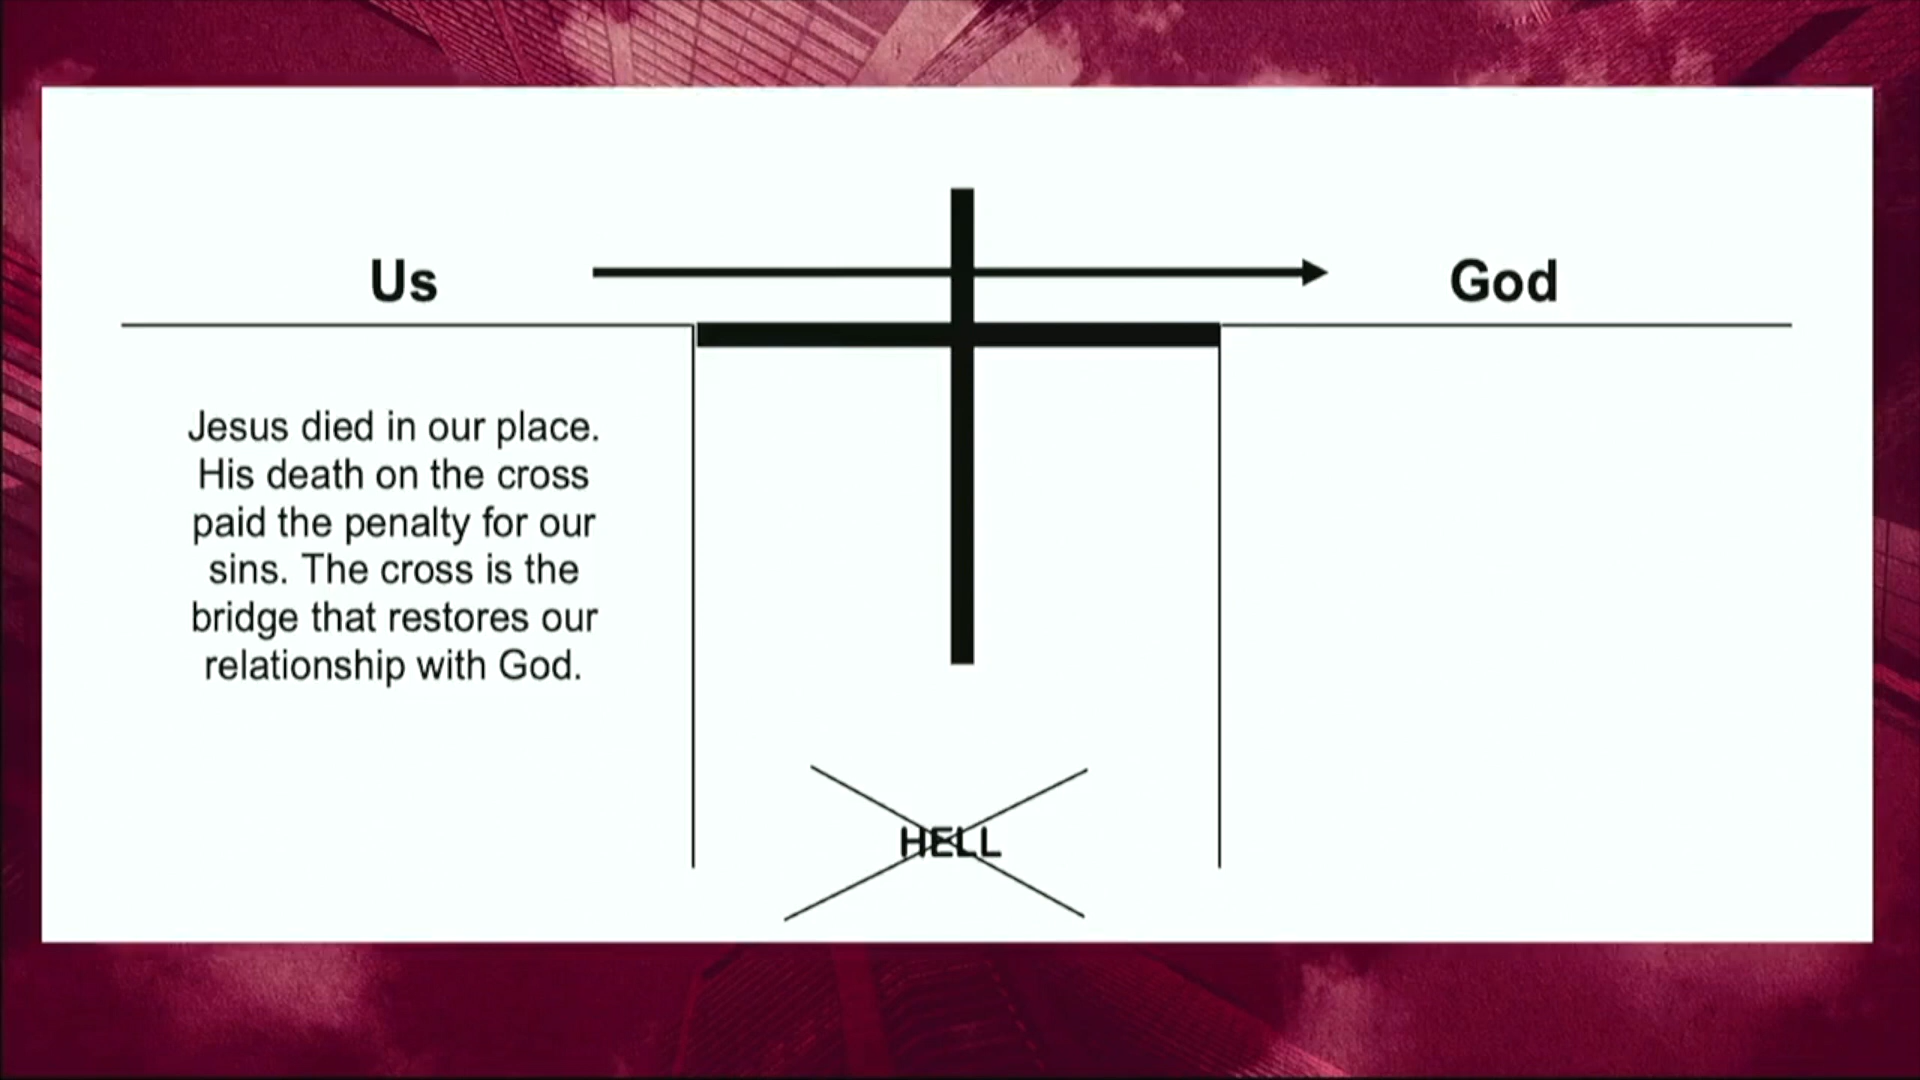 Us
God
Jesus died in our place.
His death on the cross
paid the penalty for our
sins. The cross is the
bridge that restores our
relationship with God.
HELL